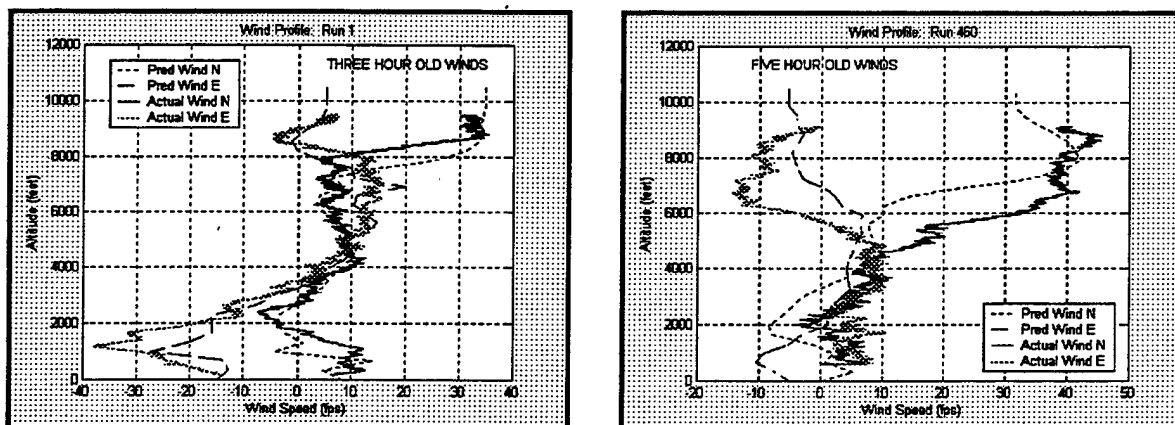 Wind Profile: Run 1
12000
10000
8000
6000
4000
2000
0
Altitude (feet)
THREE HOUR OLD WINDS
Pred Wind N
Pred Wind E
Actual Wind N
Actual Wind E
-40 -30 -20 -10 0 10 20 30 40
Wind Speed (fps)
Wind Profile: Run 460
12000
10000
8000
6000
4000
2000
0
Altitude (feet)
FIVE HOUR OLD WINDS
Pred Wind N
Pred Wind E
Actual Wind N
Actual Wind E
-20 -10 0 10 20 30 40 50
Wind Speed (fps)